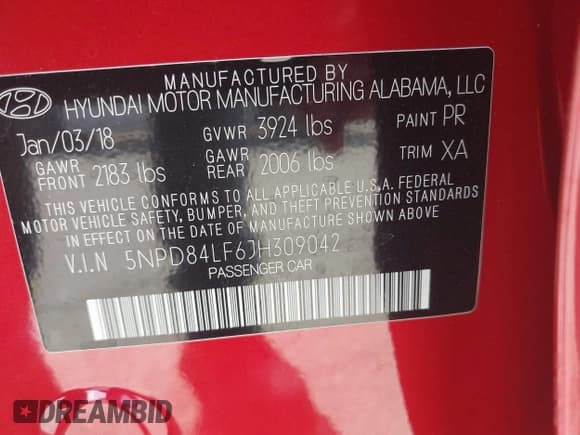 MANUFACTURED BY
HYUNDAI MOTOR MANUFACTURING ALABAMA, LLC
Jan/03/18 GVWR 3924 lbs PAINT PR
GAWR FRONT 2183 lbs GAWR REAR 2006 lbs TRIM XA
THIS VEHICLE CONFORMS TO ALL APPLICABLE U.S.A. FEDERAL
MOTOR VEHICLE SAFETY, BUMPER, AND THEFT PREVENTION STANDARDS
IN EFFECT ON THE DATE OF MANUFACTURE SHOWN ABOVE
V.I.N 5NPD84LF6JH309042
PASSENGER CAR
DREAMBID